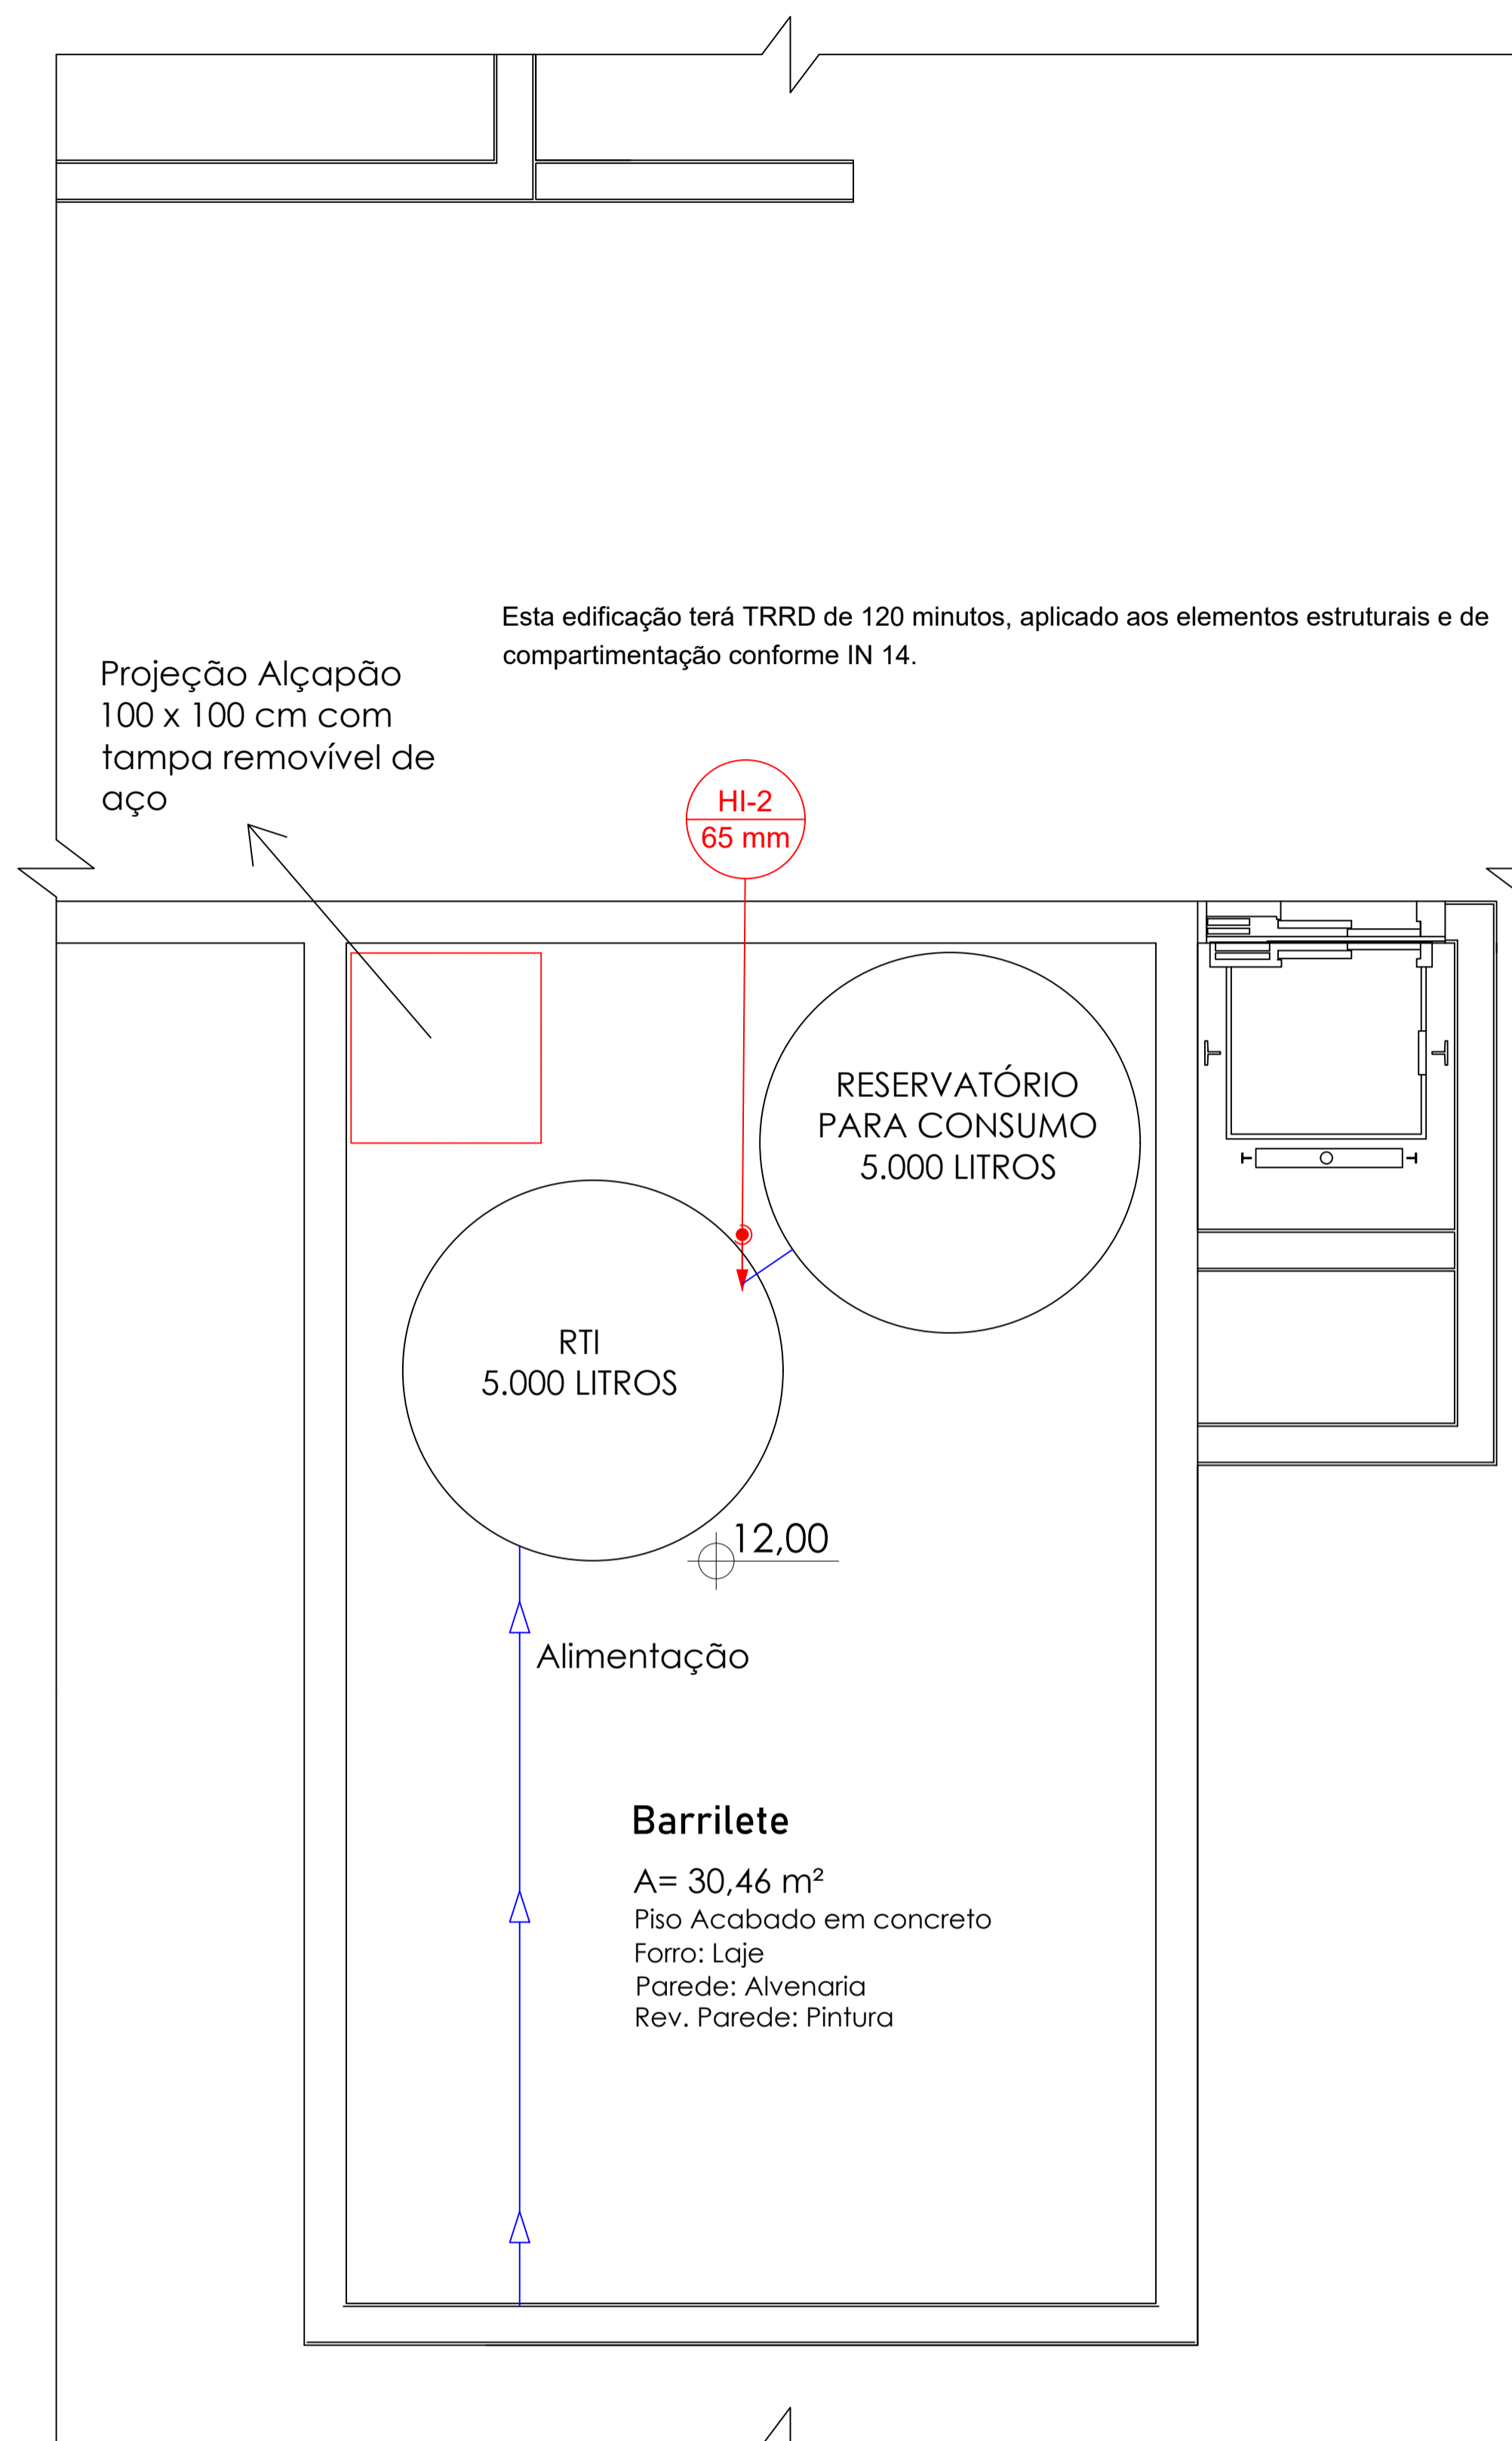 Esta edificação terá TRRD de 120 minutos, aplicado aos elementos estruturais e de
compartimentação conforme IN 14.
Projeção Alçapão
100 x 100 cm com
tampa removível de
aço
HI-2
65 mm
RESERVATÓRIO
PARA CONSUMO
5.000 LITROS
RTI
5.000 LITROS
12,00
Alimentação
Barrilete
A= 30,46 m²
Piso Acabado em concreto
Forro: Laje
Parede: Alvenaria
Rev. Parede: Pintura